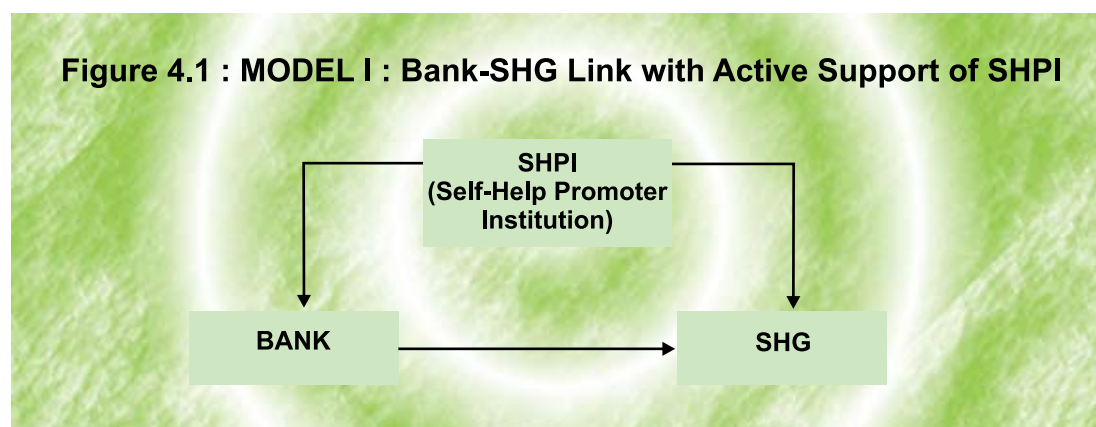 Figure 4.1 : MODEL I : Bank-SHG Link with Active Support of SHPI
SHPI
(Self-Help Promoter
Institution)
BANK
SHG